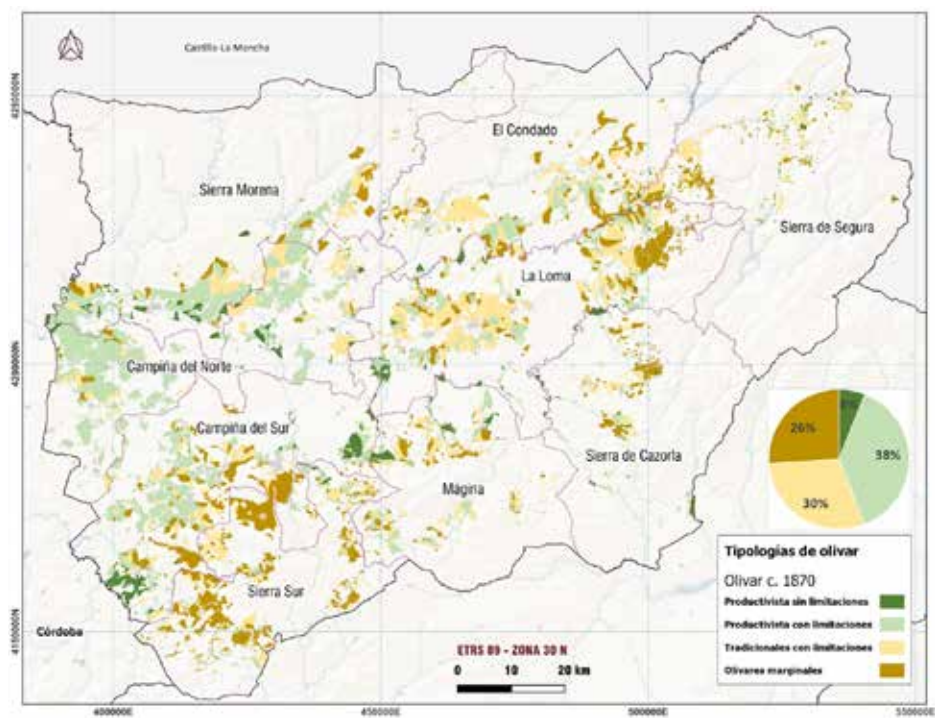 Castilla-La Mancha
4250000N
El Condado
Sierra Morena
Sierra de Segura
La Loma
4200000N
Campiña del Norte
Campiña del Sur
Sierra de Cazorla
Mágina
26%
38%
30%
Tipologías de olivar
Olivar c. 1870
Productivista sin limitaciones
Productivista con limitaciones
Tradicionales con limitaciones
Olivares marginales
Sierra Sur
Córdoba
4150000N
ETRS 89 - ZONA 30 N
0 10 20 km
400000E
450000E
500000E
550000E